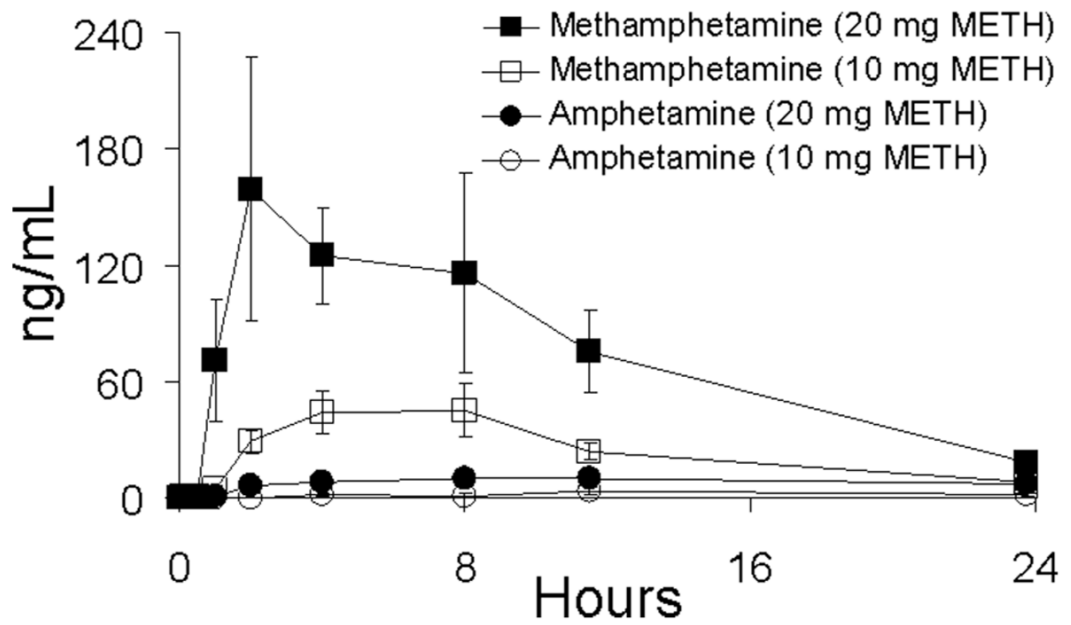 Methamphetamine (20 mg METH)
Methamphetamine (10 mg METH)
Amphetamine (20 mg METH)
Amphetamine (10 mg METH)
240
180
120
60
0
ng/mL
0 8 16 24
Hours